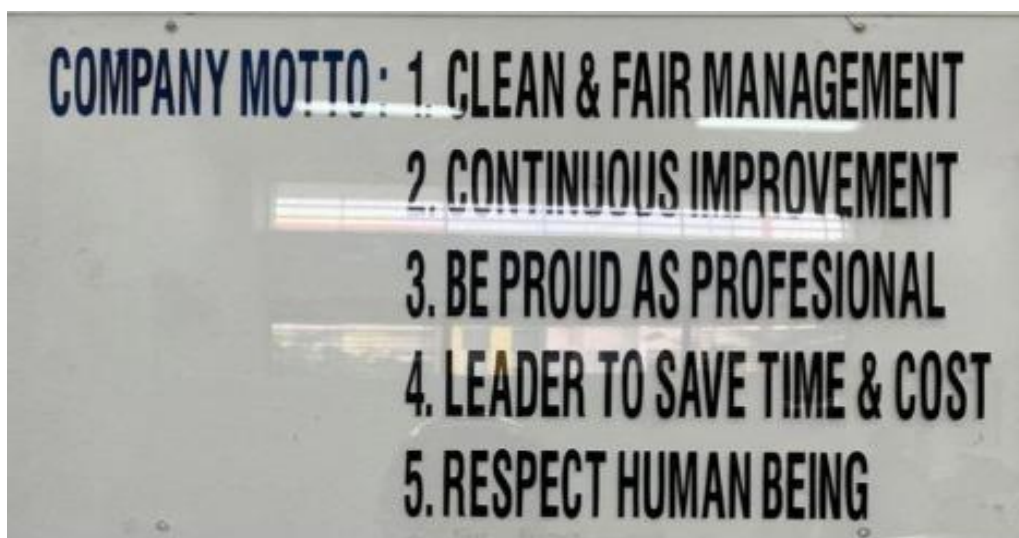 COMPANY MOTTO : 1. CLEAN & FAIR MANAGEMENT
2. CONTINUOUS IMPROVEMENT
3. BE PROUD AS PROFESIONAL
4. LEADER TO SAVE TIME & COST
5. RESPECT HUMAN BEING